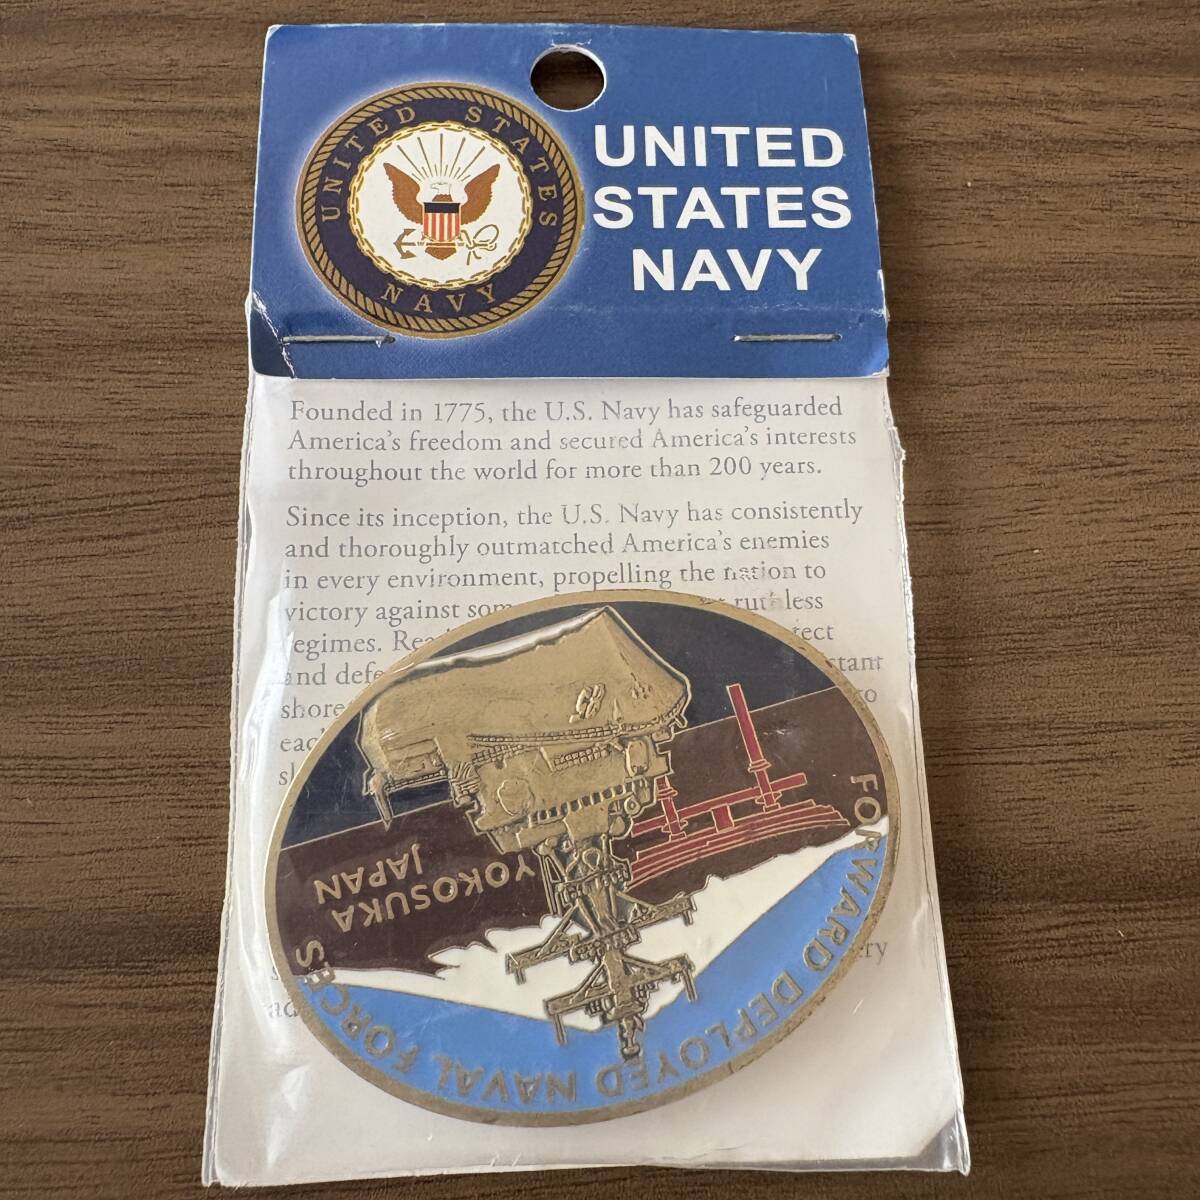 UNITED STATES
NAVY
UNITED
STATES
NAVY
Founded in 1775, the U.S. Navy has safeguarded
America's freedom and secured America's interests
throughout the world for more than 200 years.
Since its inception, the U.S. Navy has consistently
and thoroughly outmatched America's enemies
in every environment, propelling the nation to
victory against ruthless
regimes.
and
FORWARD DEPLOYED NAVAL FORCES
YOKOSUKA
JAPAN